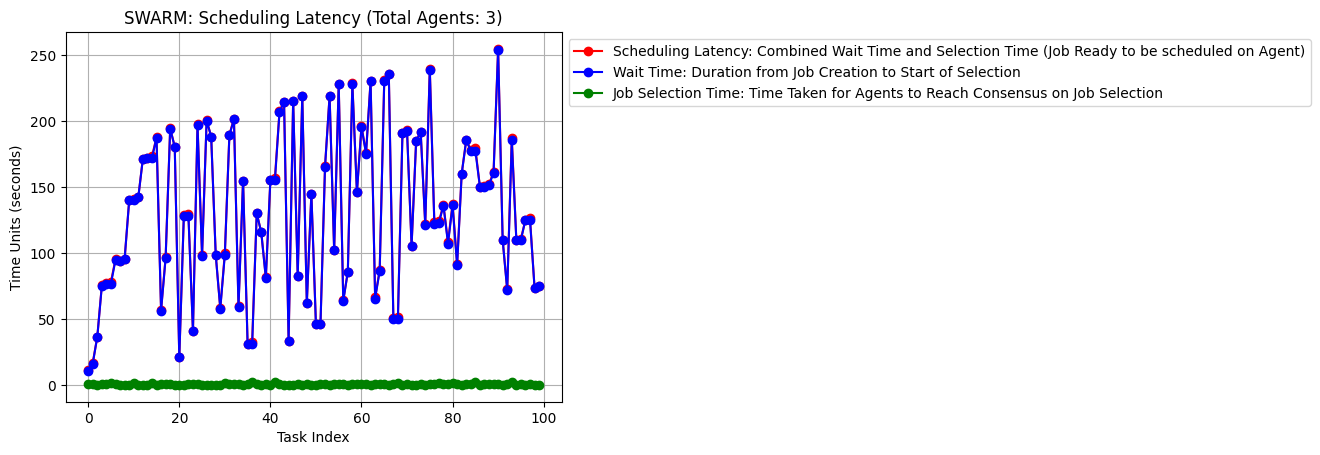 SWARM: Scheduling Latency (Total Agents: 3)
Scheduling Latency: Combined Wait Time and Selection Time (Job Ready to be scheduled on Agent)
Wait Time: Duration from Job Creation to Start of Selection
Job Selection Time: Time Taken for Agents to Reach Consensus on Job Selection
Time Units (seconds)
250
200
150
100
50
0
0 20 40 60 80 100
Task Index